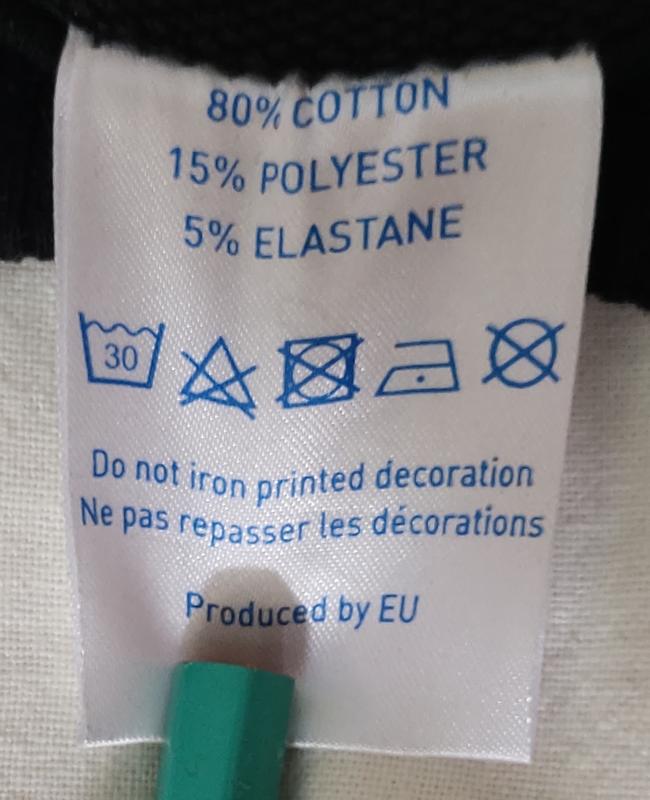 80% COTTON
15% POLYESTER
5% ELASTANE
30
Do not iron printed decoration
Ne pas repasser les décorations
Produced by EU